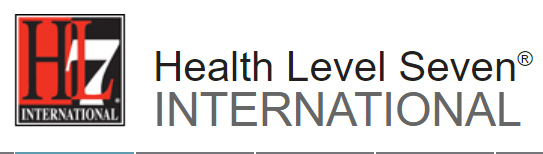 HL7®
INTERNATIONAL
Health Level Seven®
INTERNATIONAL